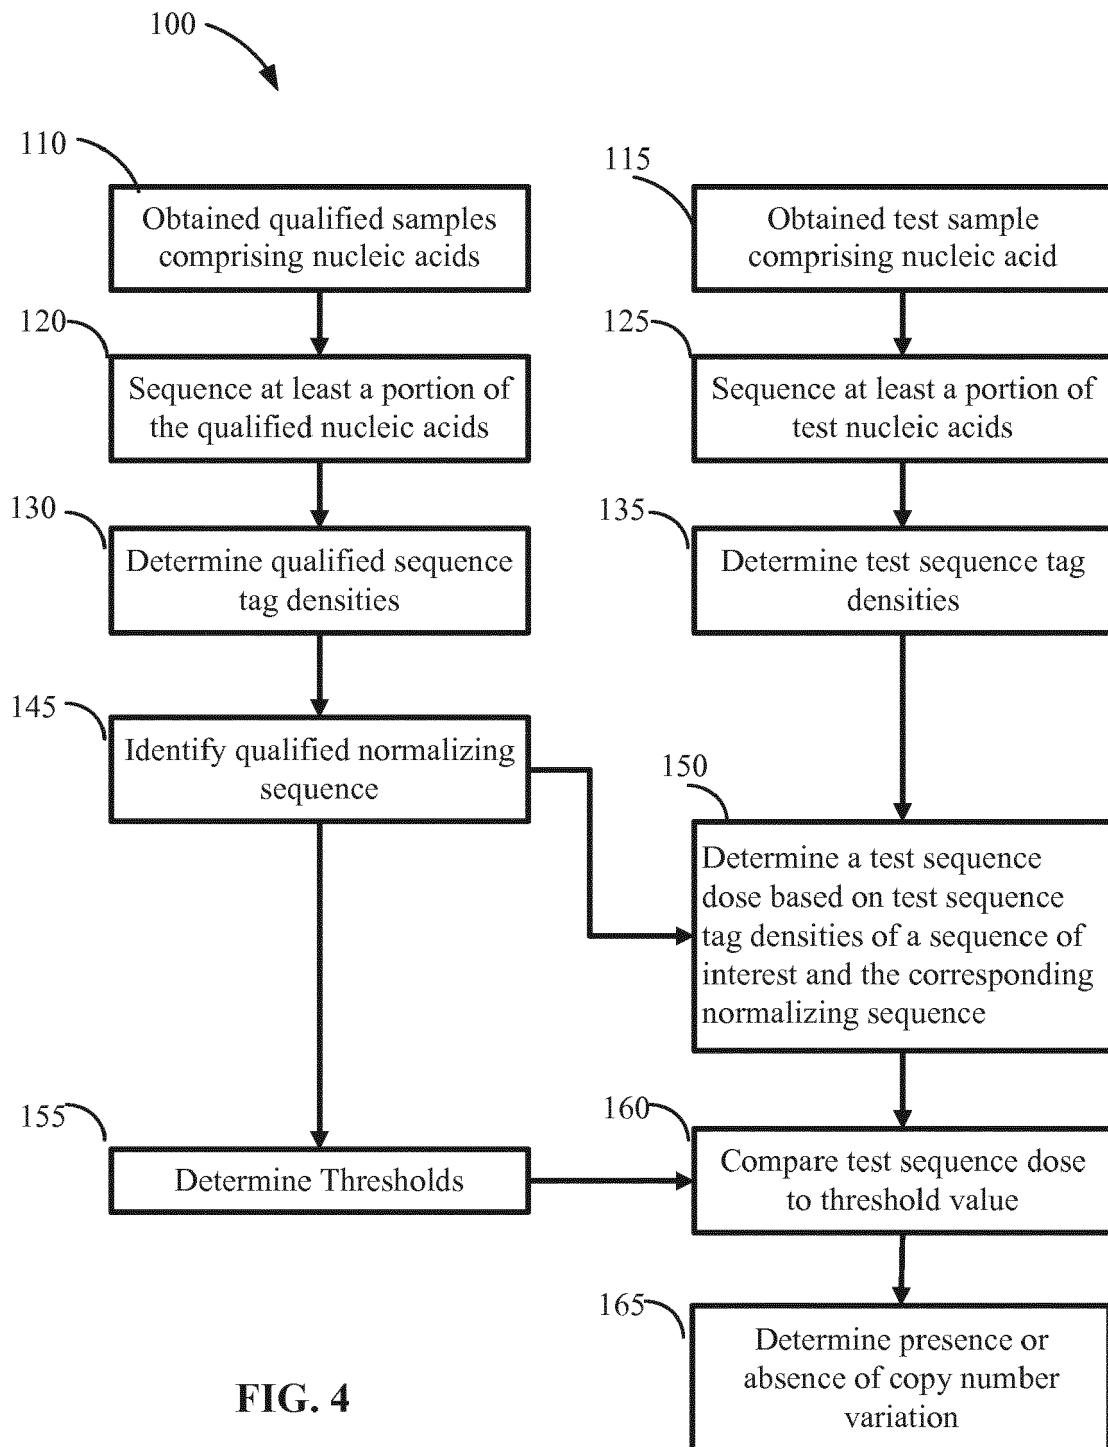 100
110
Obtained qualified samples
comprising nucleic acids
115
Obtained test sample
comprising nucleic acid
120
Sequence at least a portion of
the qualified nucleic acids
125
Sequence at least a portion of
test nucleic acids
130
Determine qualified sequence
tag densities
135
Determine test sequence tag
densities
145
Identify qualified normalizing
sequence
150
Determine a test sequence
dose based on test sequence
tag densities of a sequence of
interest and the corresponding
normalizing sequence
155
Determine Thresholds
160
Compare test sequence dose
to threshold value
165
Determine presence or
absence of copy number
variation
FIG. 4